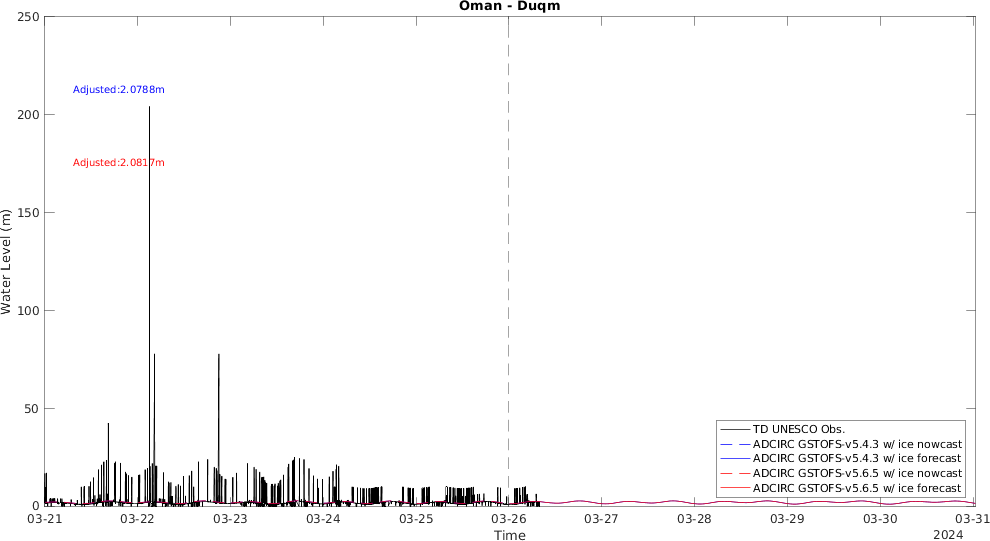 Oman - Duqm
250
200
150
100
50
0
Water Level (m)
Adjusted:2.0788m
Adjusted:2.0817m
TD UNESCO Obs.
ADCIRC GSTOFS-v5.4.3 w/ ice nowcast
ADCIRC GSTOFS-v5.4.3 w/ ice forecast
ADCIRC GSTOFS-v5.6.5 w/ ice nowcast
ADCIRC GSTOFS-v5.6.5 w/ ice forecast
03-21 03-22 03-23 03-24 03-25 03-26 03-27 03-28 03-29 03-30 03-31
Time
2024